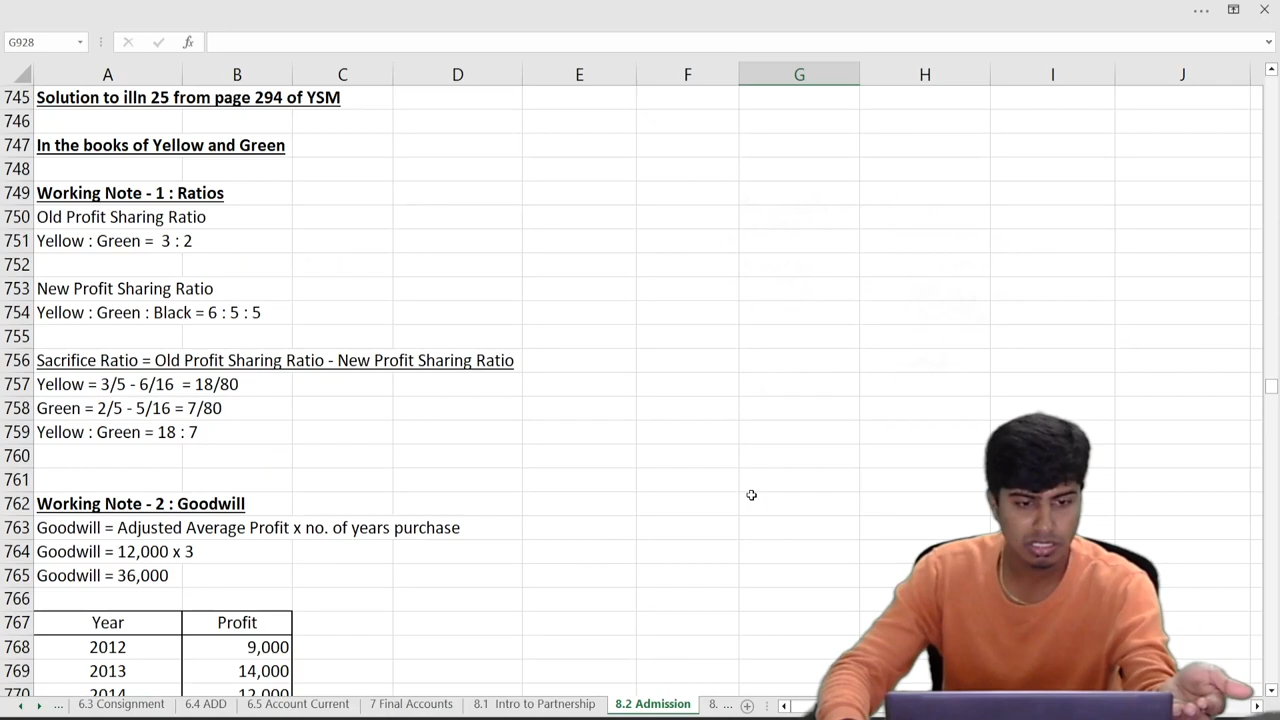 G928
fx
A B C D E F G H I J
745 Solution to illn 25 from page 294 of YSM
746
747 In the books of Yellow and Green
748
749 Working Note - 1 : Ratios
750 Old Profit Sharing Ratio
751 Yellow : Green =  3 : 2
752
753 New Profit Sharing Ratio
754 Yellow : Green : Black = 6 : 5 : 5
755
756 Sacrifice Ratio = Old Profit Sharing Ratio - New Profit Sharing Ratio
757 Yellow = 3/5 - 6/16  = 18/80
758 Green = 2/5 - 5/16 = 7/80
759 Yellow : Green = 18 : 7
760
761
762 Working Note - 2 : Goodwill
763 Goodwill = Adjusted Average Profit x no. of years purchase
764 Goodwill = 12,000 x 3
765 Goodwill = 36,000
766
767 Year Profit
768 2012 9,000
769 2013 14,000
770 2014 12,000
... 6.3 Consignment 6.4 ADD 6.5 Account Current 7 Final Accounts 8.1 Intro to Partnership 8.2 Admission 8. ...